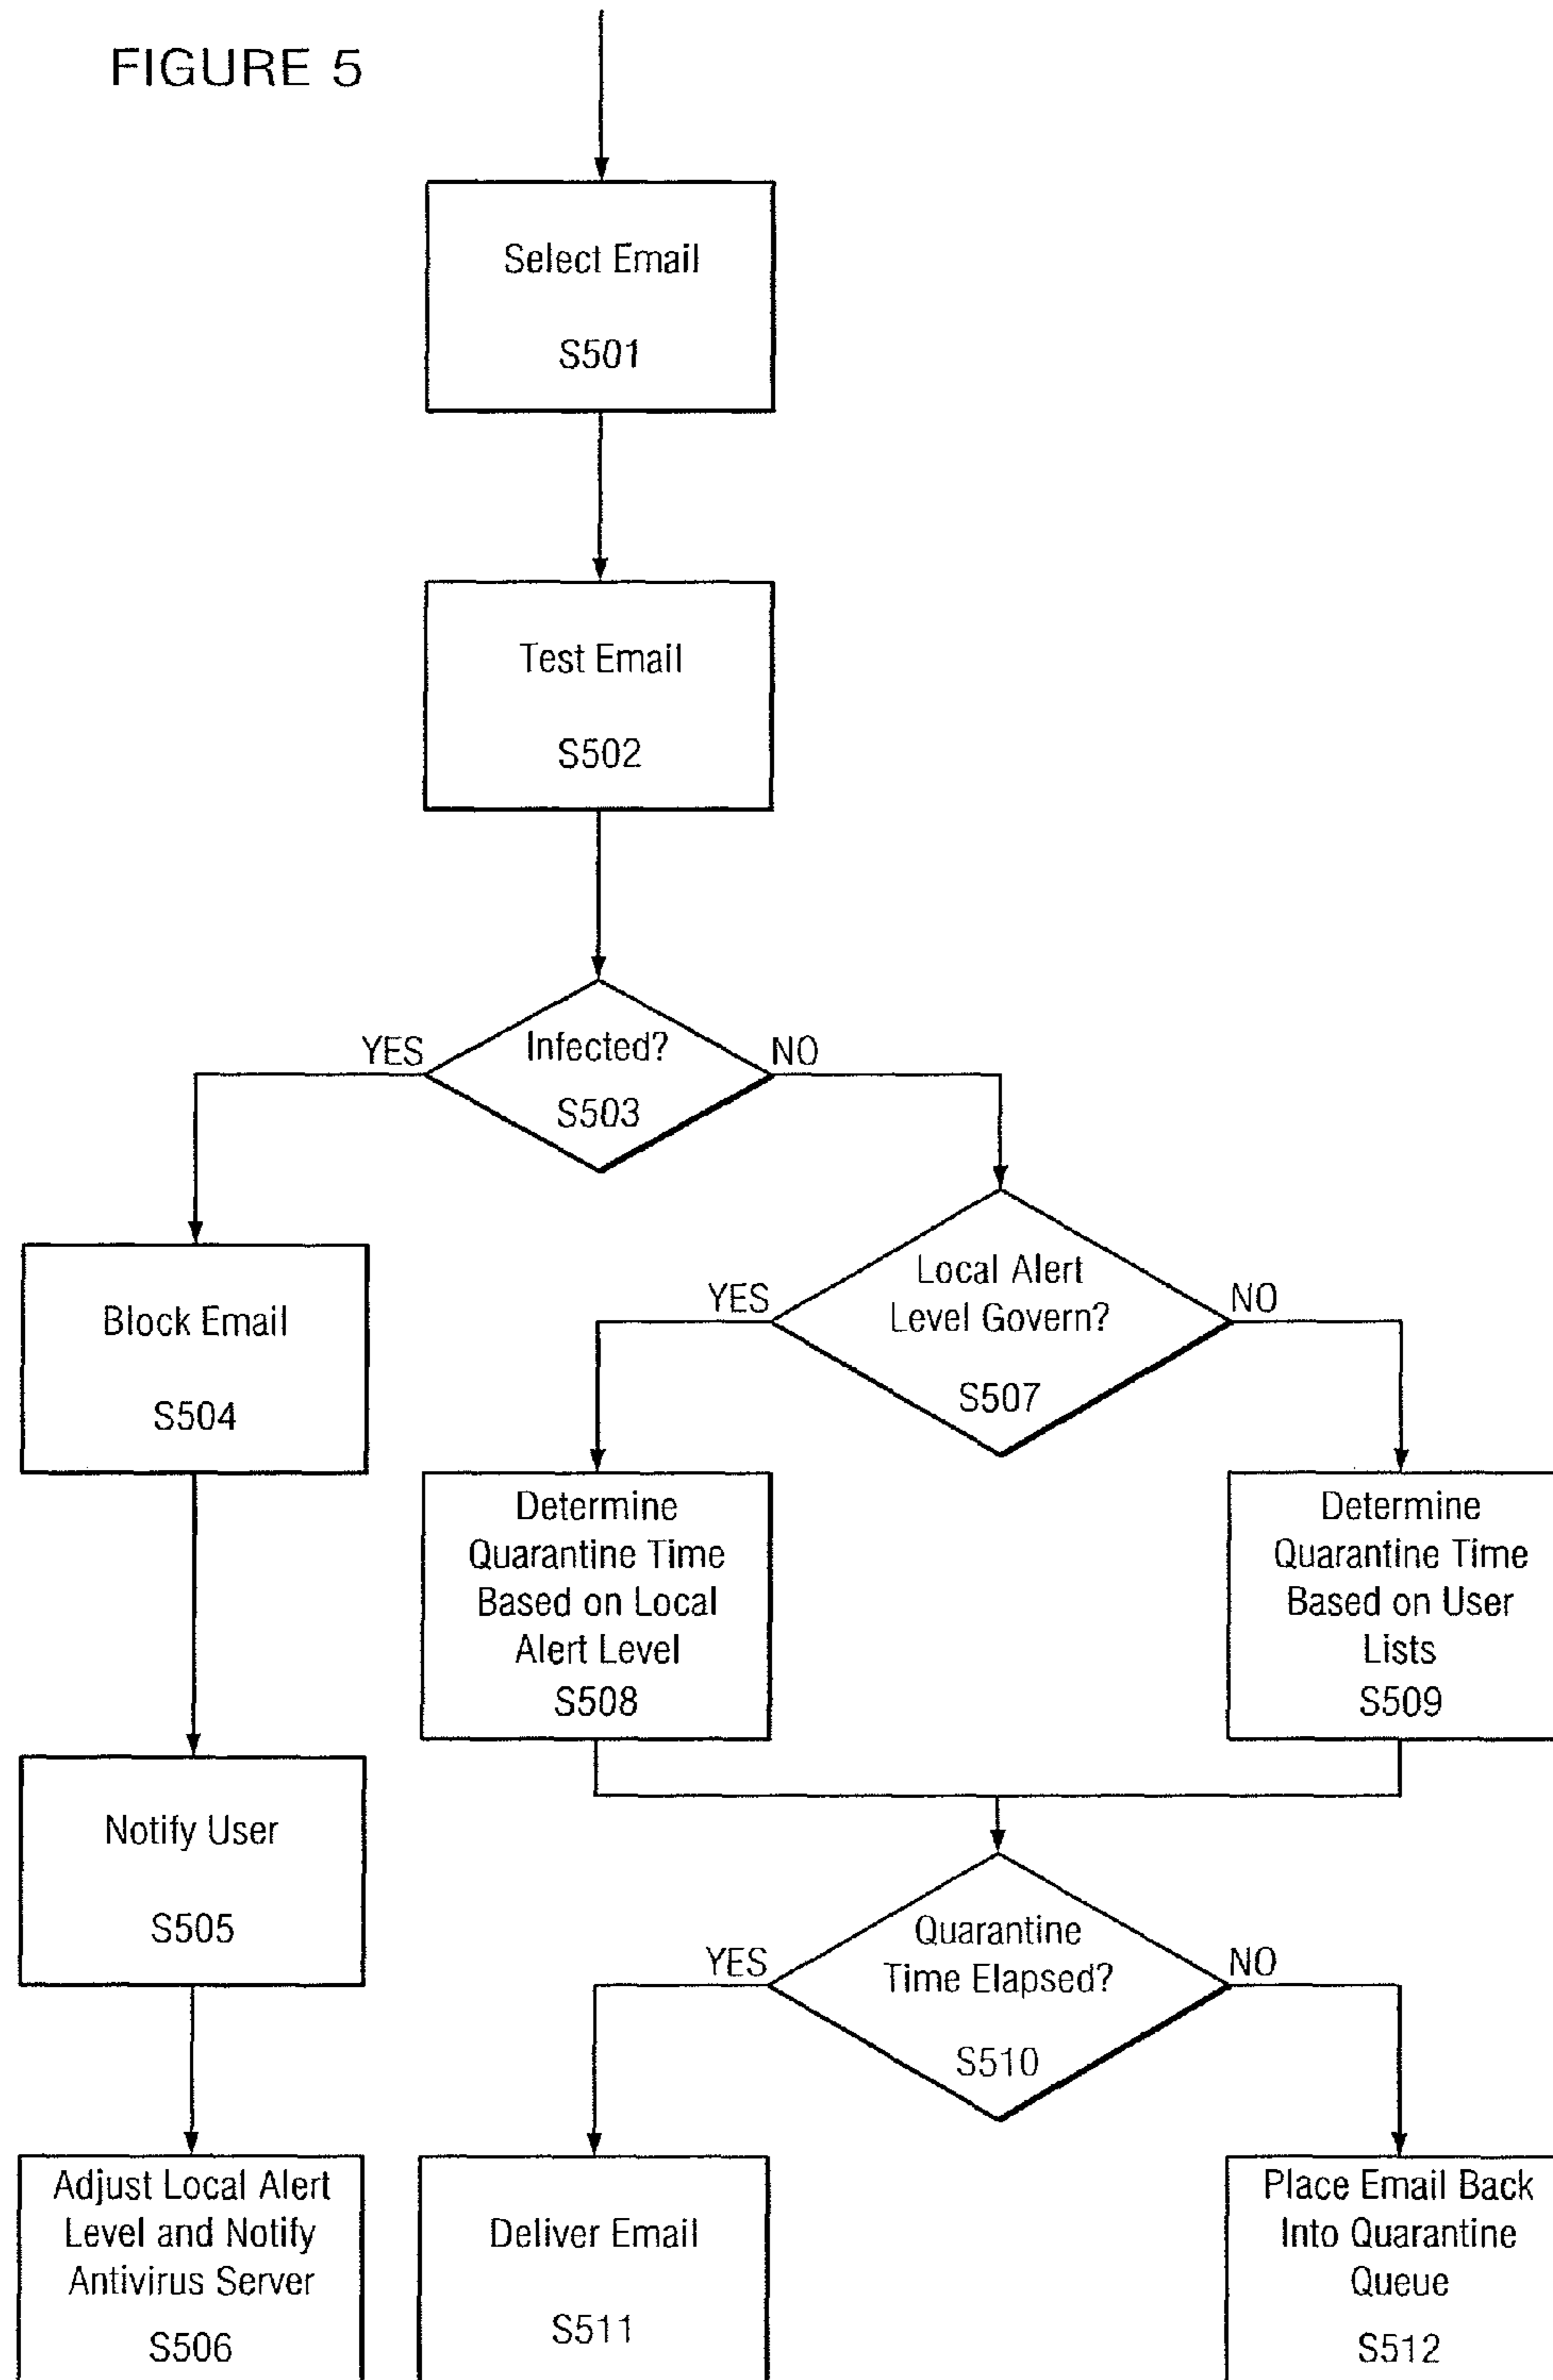 FIGURE 5
Select Email
S501
Test Email
S502
YES
Infected?
S503
NO
Block Email
S504
YES
Local Alert
Level Govern?
S507
NO
Determine
Quarantine Time
Based on Local
Alert Level
S508
Determine
Quarantine Time
Based on User
Lists
S509
Notify User
S505
YES
Quarantine
Time Elapsed?
S510
NO
Adjust Local Alert
Level and Notify
Antivirus Server
S506
Deliver Email
S511
Place Email Back
Into Quarantine
Queue
S512